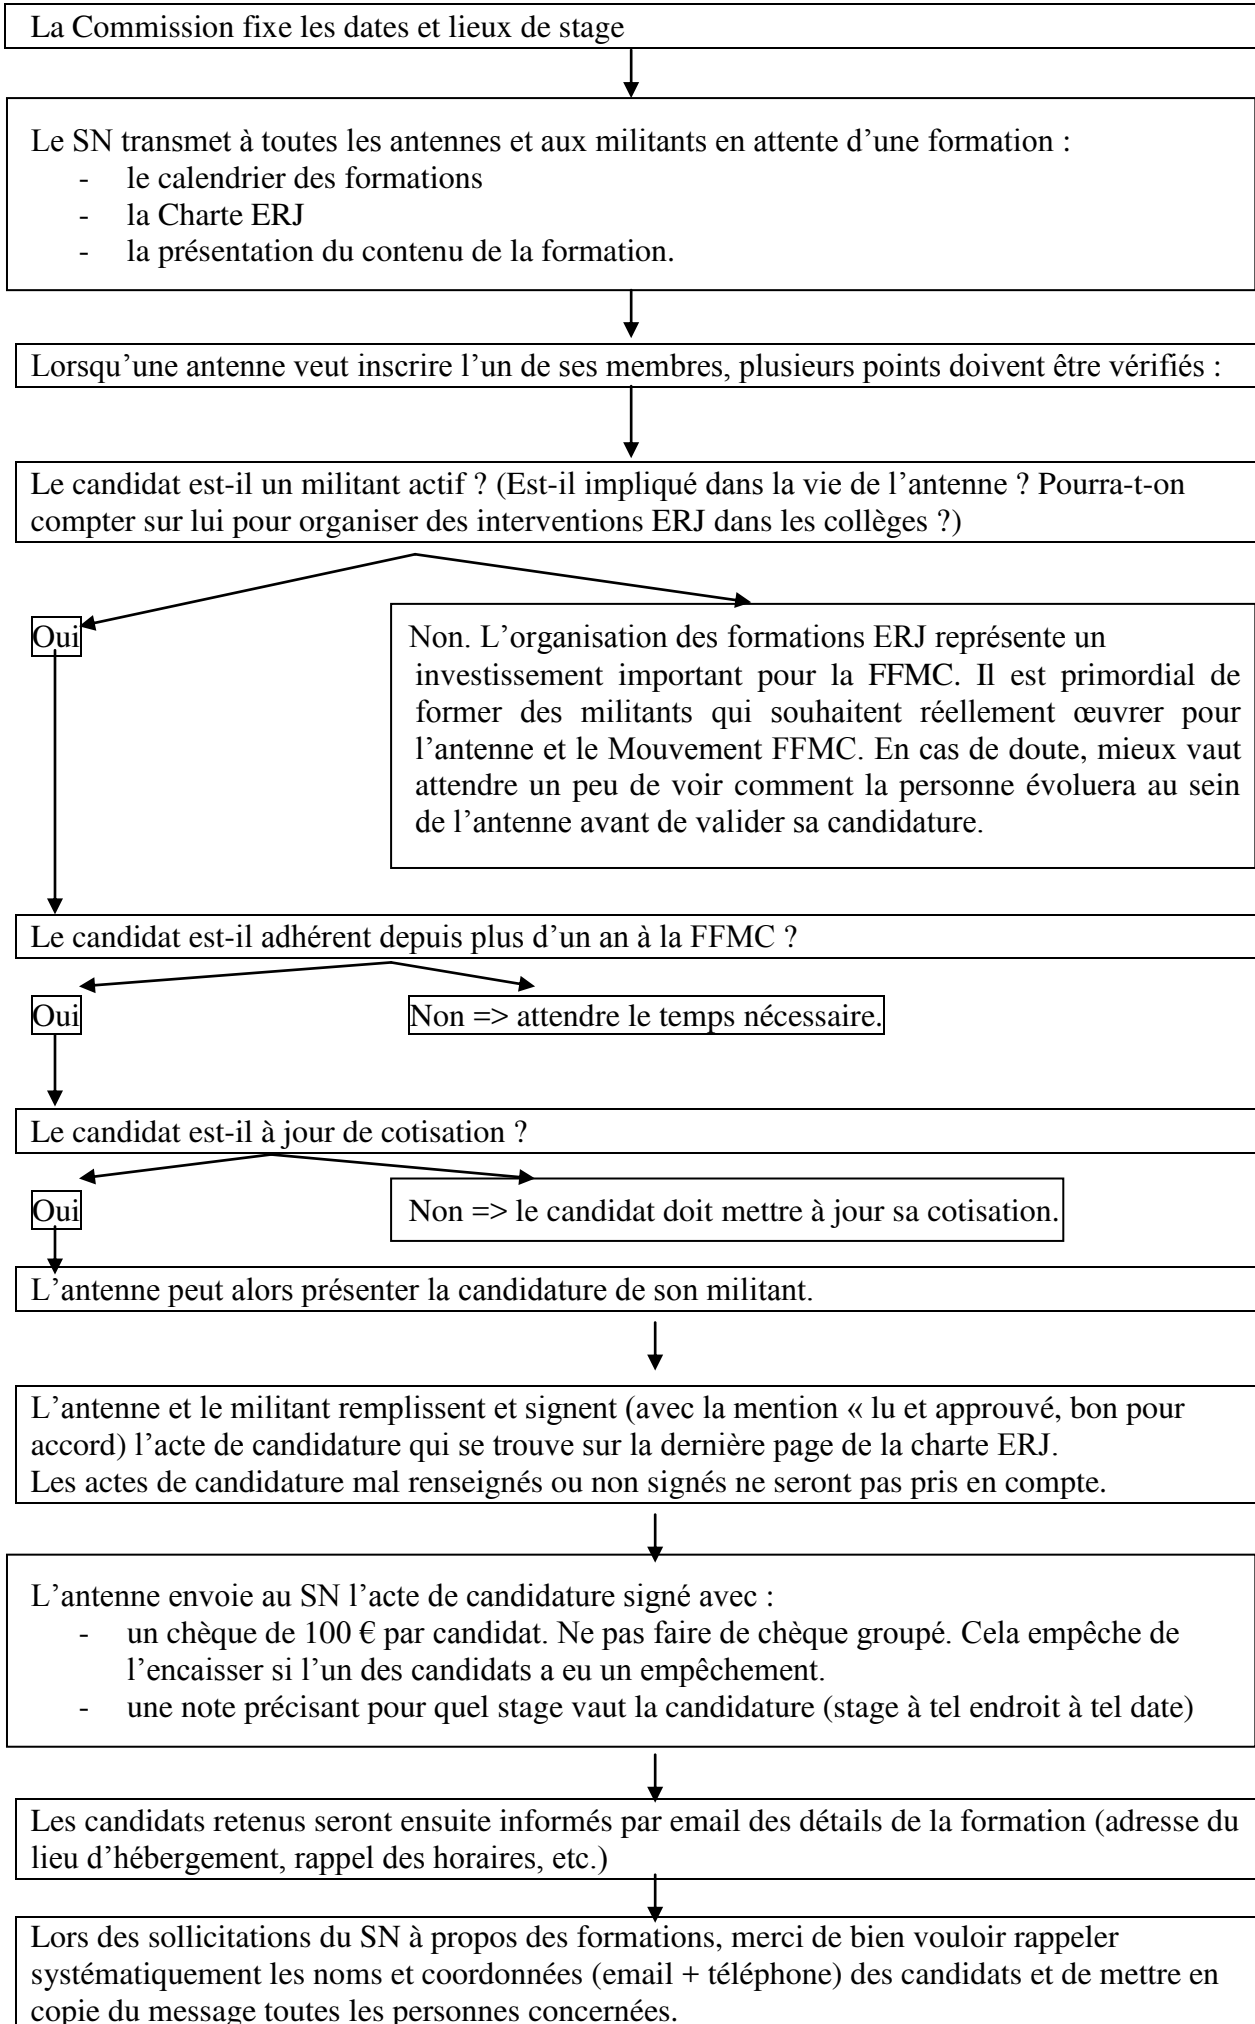 La Commission fixe les dates et lieux de stage
Le SN transmet à toutes les antennes et aux militants en attente d’une formation :
- le calendrier des formations
- la Charte ERJ
- la présentation du contenu de la formation.
Lorsqu’une antenne veut inscrire l’un de ses membres, plusieurs points doivent être vérifiés :
Le candidat est-il un militant actif ? (Est-il impliqué dans la vie de l’antenne ? Pourra-t-on
compter sur lui pour organiser des interventions ERJ dans les collèges ?)
Oui
Non. L’organisation des formations ERJ représente un
investissement important pour la FFMC. Il est primordial de
former des militants qui souhaitent réellement œuvrer pour
l’antenne et le Mouvement FFMC. En cas de doute, mieux vaut
attendre un peu de voir comment la personne évoluera au sein
de l’antenne avant de valider sa candidature.
Le candidat est-il adhérent depuis plus d’un an à la FFMC ?
Oui
Non => attendre le temps nécessaire.
Le candidat est-il à jour de cotisation ?
Oui
Non => le candidat doit mettre à jour sa cotisation.
L’antenne peut alors présenter la candidature de son militant.
L’antenne et le militant remplissent et signent (avec la mention « lu et approuvé, bon pour
accord) l’acte de candidature qui se trouve sur la dernière page de la charte ERJ.
Les actes de candidature mal renseignés ou non signés ne seront pas pris en compte.
L’antenne envoie au SN l’acte de candidature signé avec :
- un chèque de 100 € par candidat. Ne pas faire de chèque groupé. Cela empêche de
l’encaisser si l’un des candidats a eu un empêchement.
- une note précisant pour quel stage vaut la candidature (stage à tel endroit à tel date)
Les candidats retenus seront ensuite informés par email des détails de la formation (adresse du
lieu d’hébergement, rappel des horaires, etc.)
Lors des sollicitations du SN à propos des formations, merci de bien vouloir rappeler
systématiquement les noms et coordonnées (email + téléphone) des candidats et de mettre en
copie du message toutes les personnes concernées.